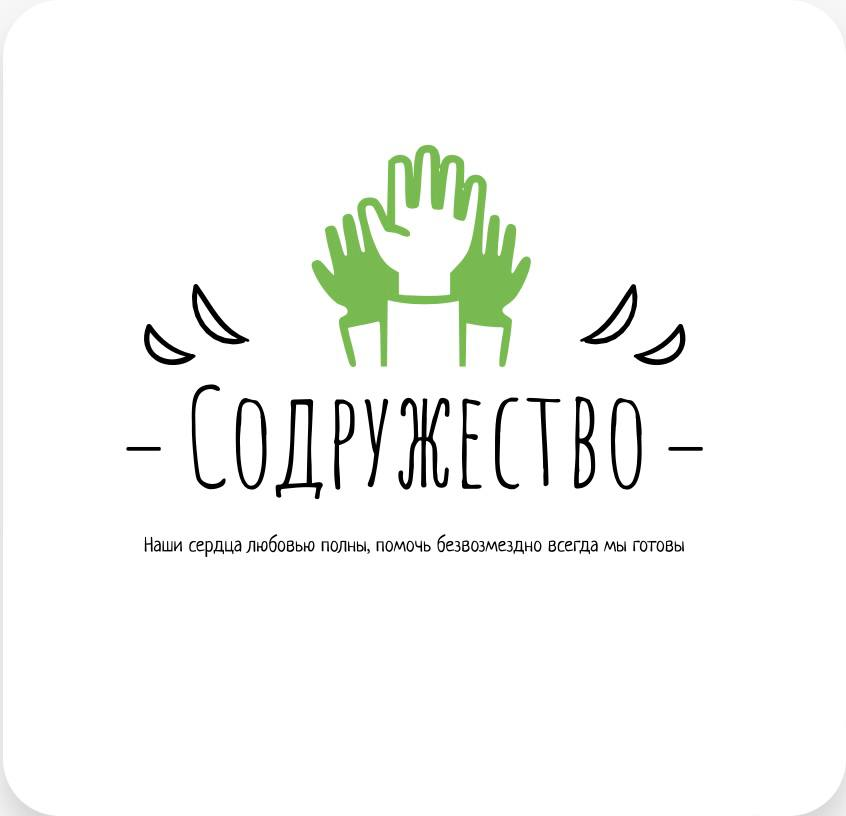 – Содружество –
Наши сердца любовью полны, помочь безвозмездно всегда мы готовы